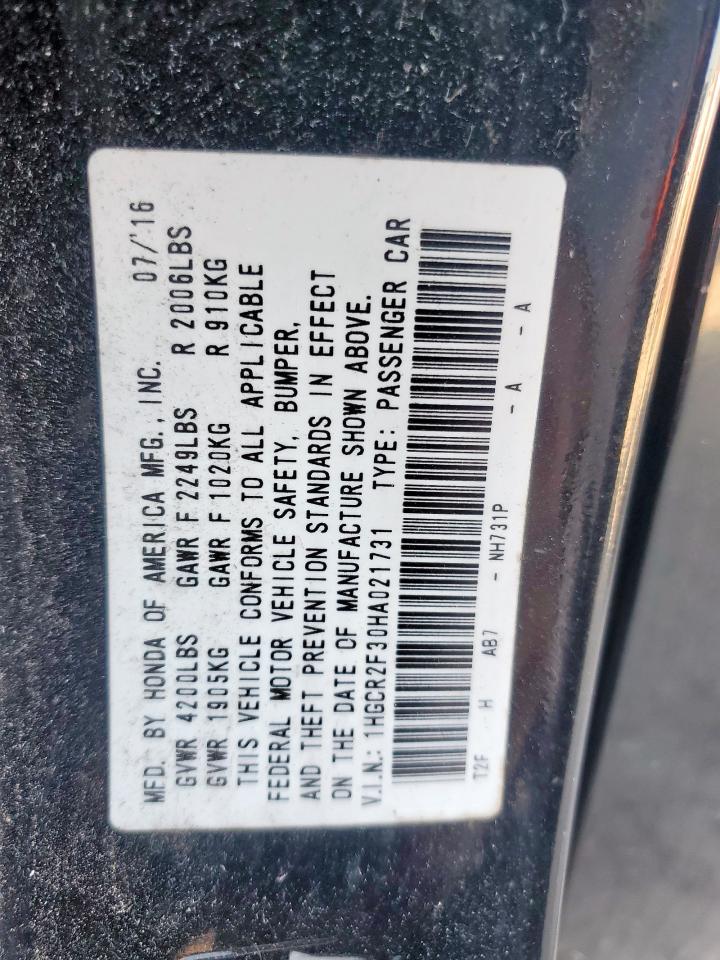 MFD. BY HONDA OF AMERICA MFG., INC. 07/'16
GVWR 4200LBS GAWR F 2249LBS R 2006LBS
GVWR 1905KG GAWR F 1020KG R 910KG
THIS VEHICLE CONFORMS TO ALL APPLICABLE
FEDERAL MOTOR VEHICLE SAFETY, BUMPER,
AND THEFT PREVENTION STANDARDS IN EFFECT
ON THE DATE OF MANUFACTURE SHOWN ABOVE.
V.I.N.: 1HGCR2F30HA021731 TYPE: PASSENGER CAR
T2F H AB7 - NH731P - A - A